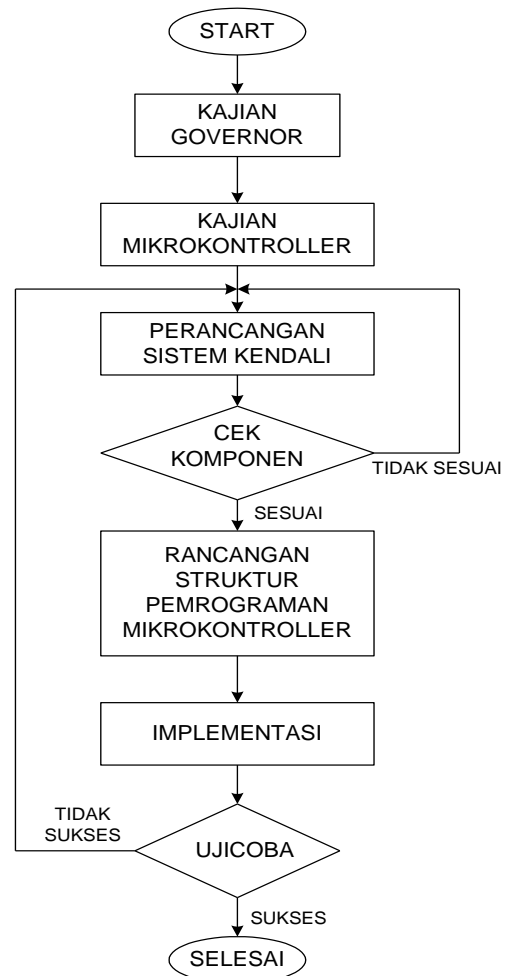 START
KAJIAN
GOVERNOR
KAJIAN
MIKROKONTROLLER
PERANCANGAN
SISTEM KENDALI
CEK
KOMPONEN
TIDAK SESUAI
SESUAI
RANCANGAN
STRUKTUR
PEMROGRAMAN
MIKROKONTROLLER
IMPLEMENTASI
TIDAK
SUKSES
UJICOBA
SUKSES
SELESAI